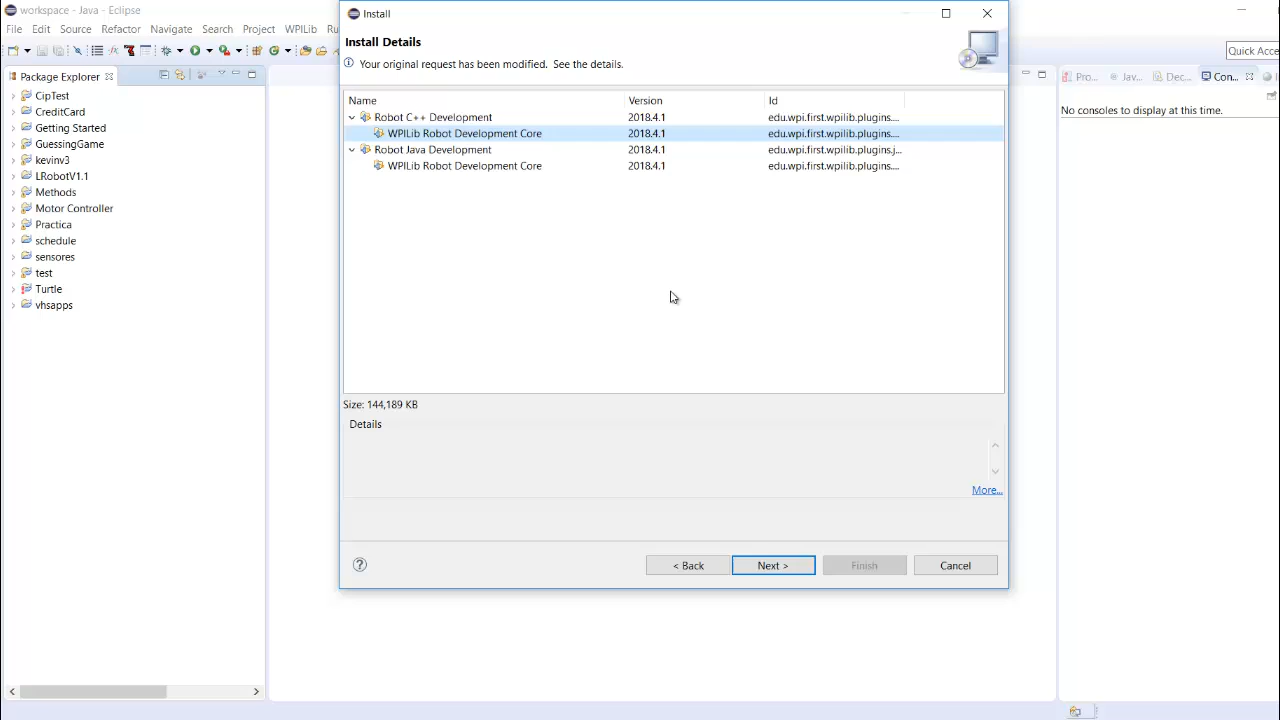 workspace - Java - Eclipse
File Edit Source Refactor Navigate Search Project WPILib Ru
Quick Acce
Package Explorer
CipTest
CreditCard
Getting Started
GuessingGame
kevinv3
LRobotV1.1
Methods
Motor Controller
Practica
schedule
sensores
test
Turtle
vhsapps
Install
Install Details
Your original request has been modified. See the details.
Name Version Id
Robot C++ Development 2018.4.1 edu.wpi.first.wpilib.plugins....
WPILib Robot Development Core 2018.4.1 edu.wpi.first.wpilib.plugins....
Robot Java Development 2018.4.1 edu.wpi.first.wpilib.plugins.j...
WPILib Robot Development Core 2018.4.1 edu.wpi.first.wpilib.plugins....
Size: 144,189 KB
Details
More...
? < Back Next > Finish Cancel
Pro... Jav... Dec... Con...
No consoles to display at this time.